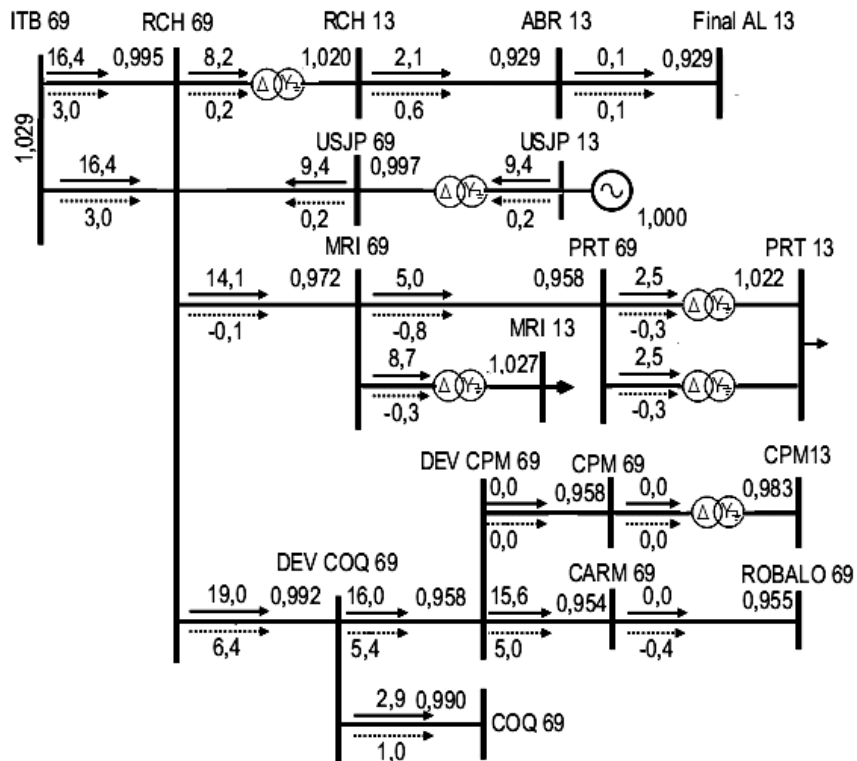 ITB 69 RCH 69 RCH 13 ABR 13 Final AL 13
16,4 0,995 8,2 1,020 2,1 0,929 0,1 0,929
Δ Y
3,0 0,2 0,6 0,1
1,029
USJP 69 USJP 13
16,4 9,4 0,997 9,4
Δ Y
3,0 0,2 0,2 1,000
MRI 69 PRT 69 PRT 13
14,1 0,972 5,0 0,958 2,5 1,022
Δ Y
-0,1 -0,8 -0,3
MRI 13
8,7 1,027 2,5
Δ Y Δ Y
-0,3 -0,3
DEV CPM 69 CPM 69 CPM13
0,0 0,958 0,0 0,983
Δ Y
0,0 0,0
DEV COQ 69 CARM 69 ROBALO 69
19,0 0,992 16,0 0,958 15,6 0,954 0,0 0,955
6,4 5,4 5,0 -0,4
2,9 0,990
COQ 69
1,0